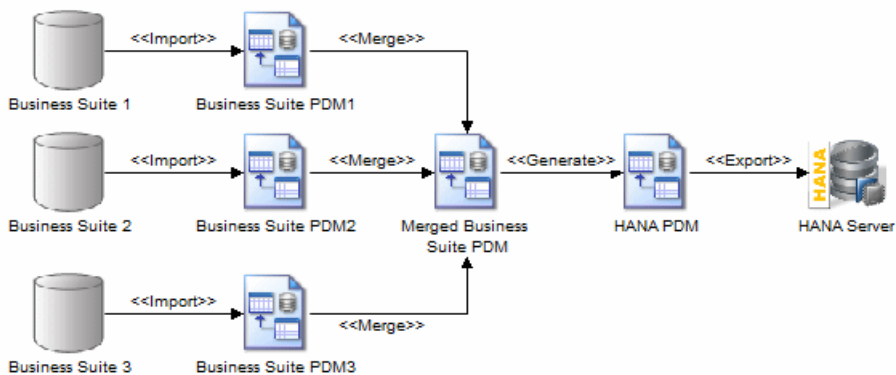 <<Import>>
<<Merge>>
Business Suite 1
Business Suite PDM1
<<Import>>
<<Merge>>
<<Generate>>
<<Export>>
HANA
Business Suite 2
Business Suite PDM2
Merged Business
Suite PDM
HANA PDM
HANA Server
<<Import>>
<<Merge>>
Business Suite 3
Business Suite PDM3